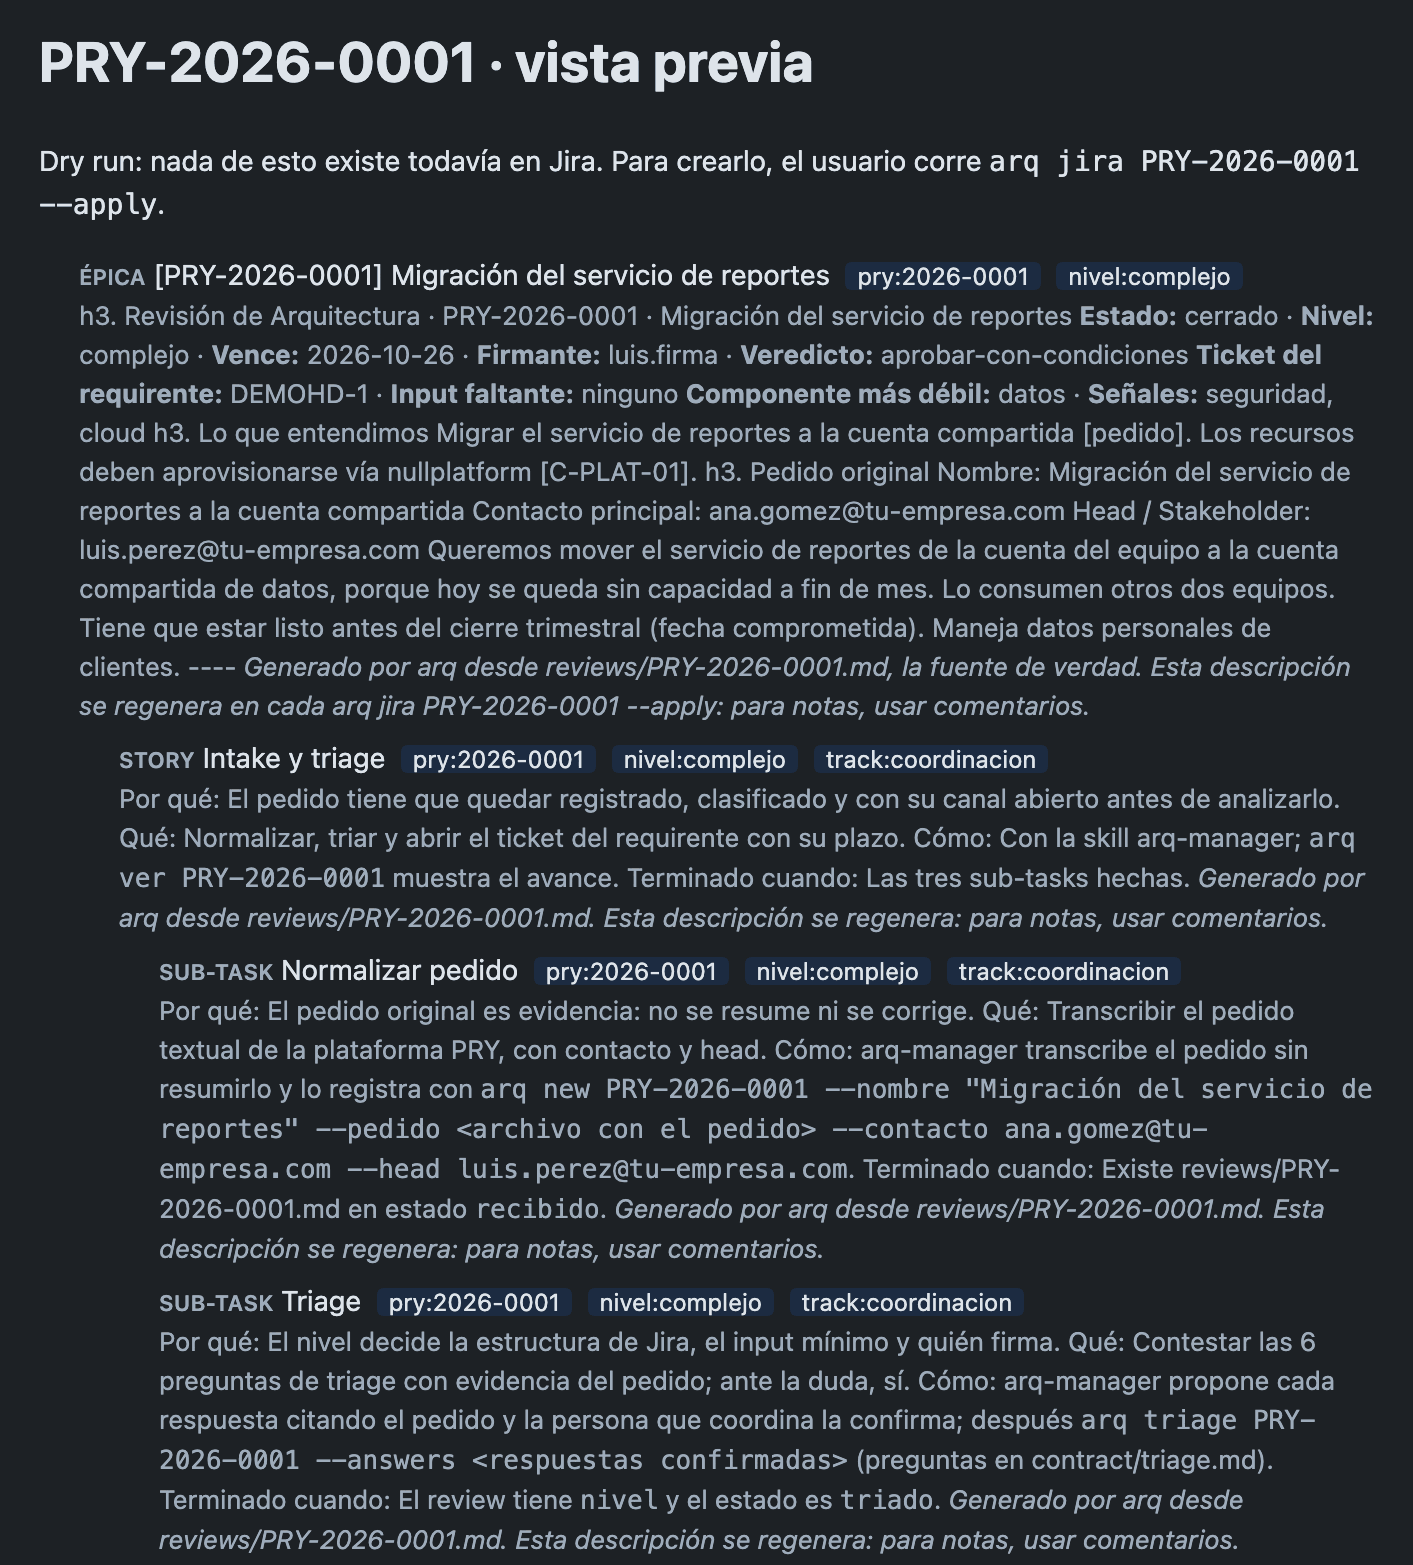 PRY-2026-0001 · vista previa
Dry run: nada de esto existe todavía en Jira. Para crearlo, el usuario corre arq jira PRY-2026-0001
--apply.
ÉPICA [PRY-2026-0001] Migración del servicio de reportes pry:2026-0001 nivel:complejo
h3. Revisión de Arquitectura · PRY-2026-0001 · Migración del servicio de reportes Estado: cerrado · Nivel:
complejo · Vence: 2026-10-26 · Firmante: luis.firma · Veredicto: aprobar-con-condiciones Ticket del
requirente: DEMOHD-1 · Input faltante: ninguno Componente más débil: datos · Señales: seguridad,
cloud h3. Lo que entendimos Migrar el servicio de reportes a la cuenta compartida [pedido]. Los recursos
deben aprovisionarse vía nullplatform [C-PLAT-01]. h3. Pedido original Nombre: Migración del servicio de
reportes a la cuenta compartida Contacto principal: ana.gomez@tu-empresa.com Head / Stakeholder:
luis.perez@tu-empresa.com Queremos mover el servicio de reportes de la cuenta del equipo a la cuenta
compartida de datos, porque hoy se queda sin capacidad a fin de mes. Lo consumen otros dos equipos.
Tiene que estar listo antes del cierre trimestral (fecha comprometida). Maneja datos personales de
clientes. ---- Generado por arq desde reviews/PRY-2026-0001.md, la fuente de verdad. Esta descripción
se regenera en cada arq jira PRY-2026-0001 --apply: para notas, usar comentarios.
STORY Intake y triage pry:2026-0001 nivel:complejo track:coordinacion
Por qué: El pedido tiene que quedar registrado, clasificado y con su canal abierto antes de analizarlo.
Qué: Normalizar, triar y abrir el ticket del requirente con su plazo. Cómo: Con la skill arq-manager; arq
ver PRY-2026-0001 muestra el avance. Terminado cuando: Las tres sub-tasks hechas. Generado por
arq desde reviews/PRY-2026-0001.md. Esta descripción se regenera: para notas, usar comentarios.
SUB-TASK Normalizar pedido pry:2026-0001 nivel:complejo track:coordinacion
Por qué: El pedido original es evidencia: no se resume ni se corrige. Qué: Transcribir el pedido
textual de la plataforma PRY, con contacto y head. Cómo: arq-manager transcribe el pedido sin
resumirlo y lo registra con arq new PRY-2026-0001 --nombre "Migración del servicio de
reportes" --pedido <archivo con el pedido> --contacto ana.gomez@tu-
empresa.com --head luis.perez@tu-empresa.com. Terminado cuando: Existe reviews/PRY-
2026-0001.md en estado recibido. Generado por arq desde reviews/PRY-2026-0001.md. Esta
descripción se regenera: para notas, usar comentarios.
SUB-TASK Triage pry:2026-0001 nivel:complejo track:coordinacion
Por qué: El nivel decide la estructura de Jira, el input mínimo y quién firma. Qué: Contestar las 6
preguntas de triage con evidencia del pedido; ante la duda, sí. Cómo: arq-manager propone cada
respuesta citando el pedido y la persona que coordina la confirma; después arq triage PRY-
2026-0001 --answers <respuestas confirmadas> (preguntas en contract/triage.md).
Terminado cuando: El review tiene nivel y el estado es triado. Generado por arq desde
reviews/PRY-2026-0001.md. Esta descripción se regenera: para notas, usar comentarios.